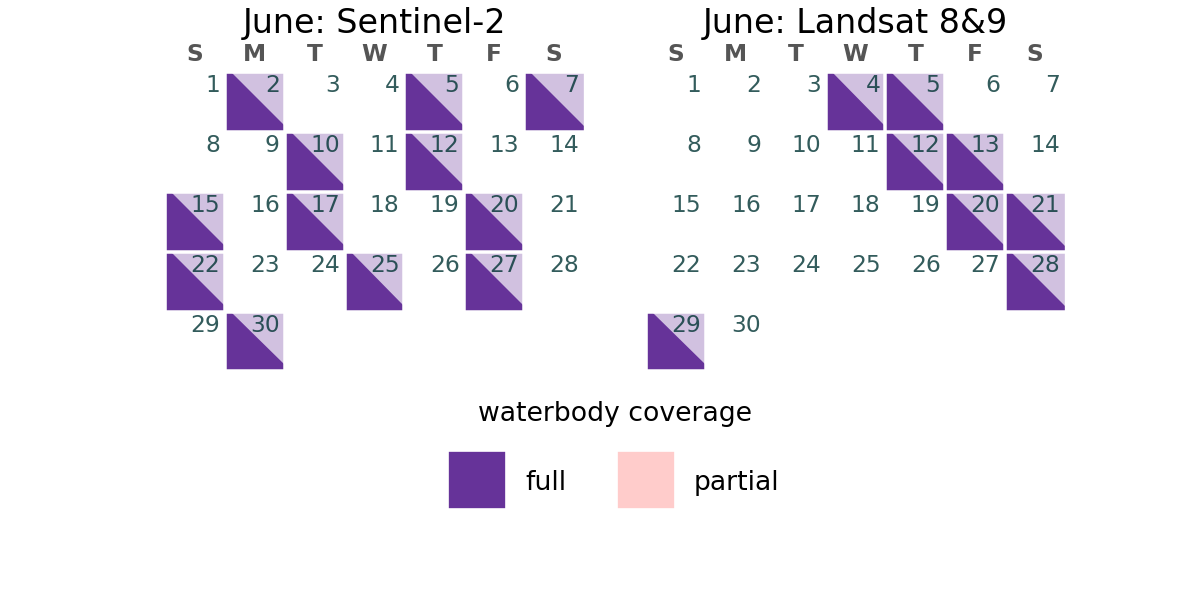 June: Sentinel-2
S M T W T F S
1 2 3 4 5 6 7
8 9 10 11 12 13 14
15 16 17 18 19 20 21
22 23 24 25 26 27 28
29 30
June: Landsat 8&9
S M T W T F S
1 2 3 4 5 6 7
8 9 10 11 12 13 14
15 16 17 18 19 20 21
22 23 24 25 26 27 28
29 30
waterbody coverage
full partial